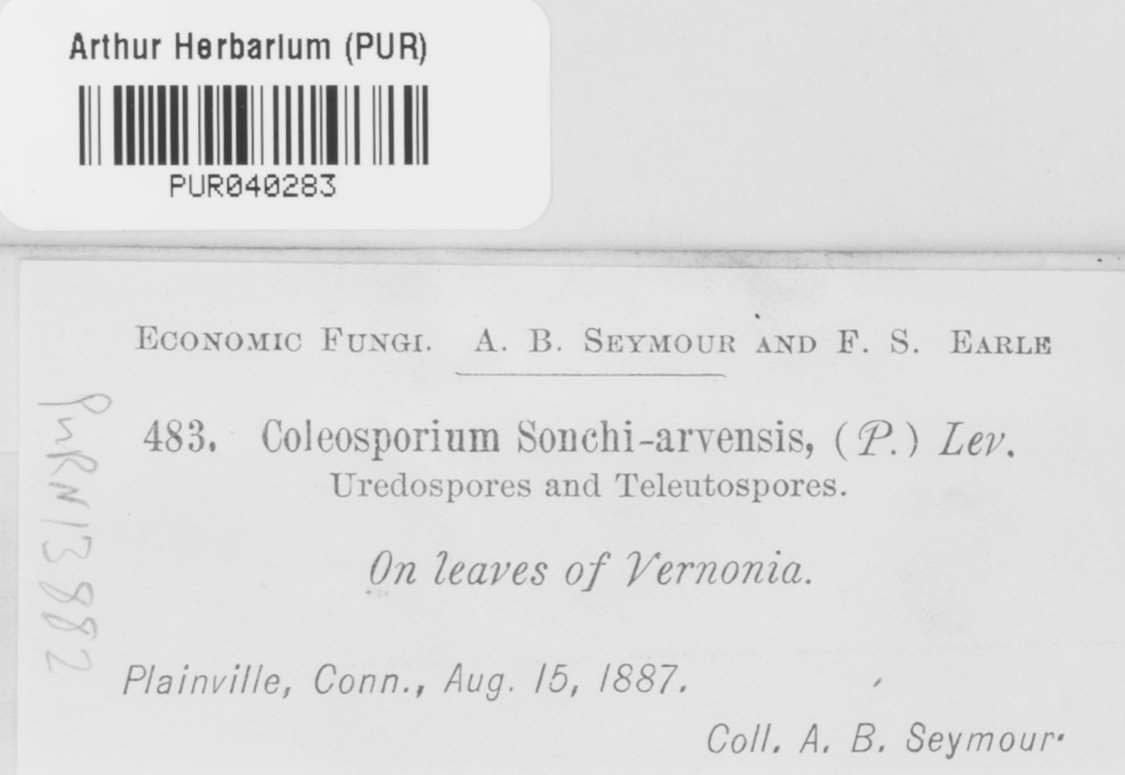 Arthur Herbarium (PUR)
PUR040283
ECONOMIC FUNGI. A. B. SEYMOUR AND F. S. EARLE
483. Coleosporium Sonchi-arvensis, (P.) Lev.
Uredospores and Teleutospores.
On leaves of Vernonia.
Plainville, Conn., Aug. 15, 1887.
Coll. A. B. Seymour.
PURN13882